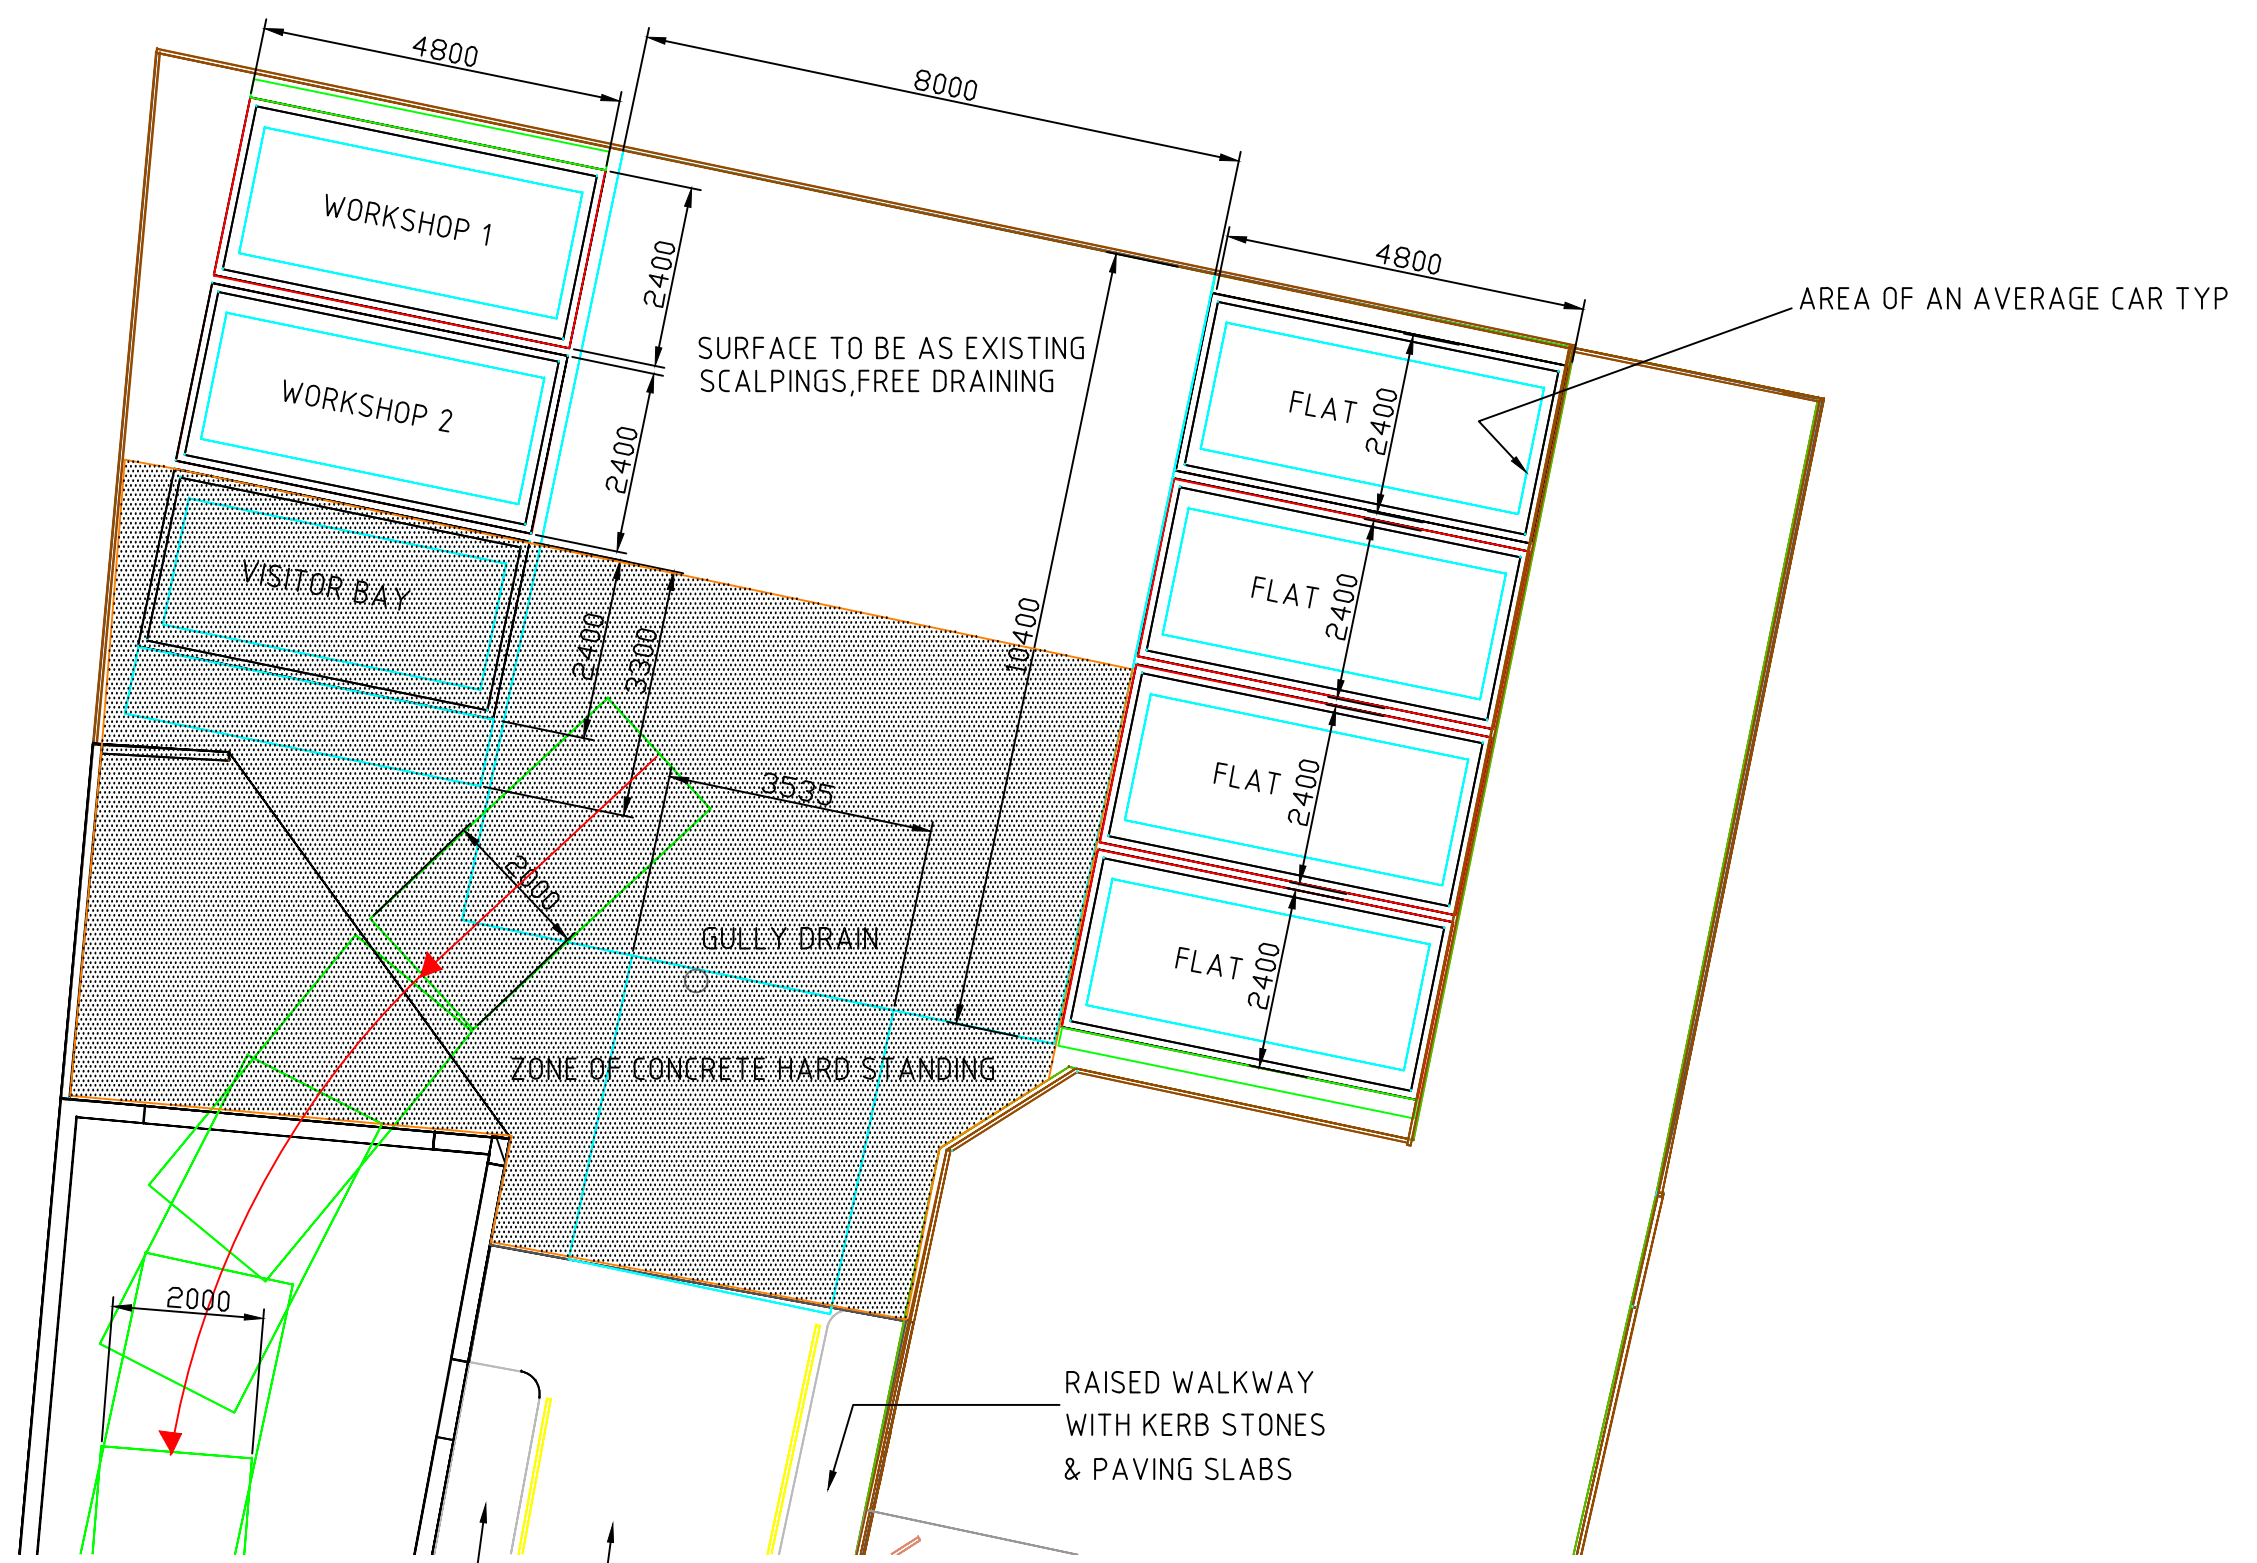 4800
8000
4800
WORKSHOP 1
2400
AREA OF AN AVERAGE CAR TYP
SURFACE TO BE AS EXISTING
SCALPINGS,FREE DRAINING
WORKSHOP 2
2400
FLAT
2400
VISITOR BAY
2400
3300
10400
FLAT
2400
3535
FLAT
2400
2000
GULLY DRAIN
FLAT
2400
ZONE OF CONCRETE HARD STANDING
2000
RAISED WALKWAY
WITH KERB STONES
& PAVING SLABS